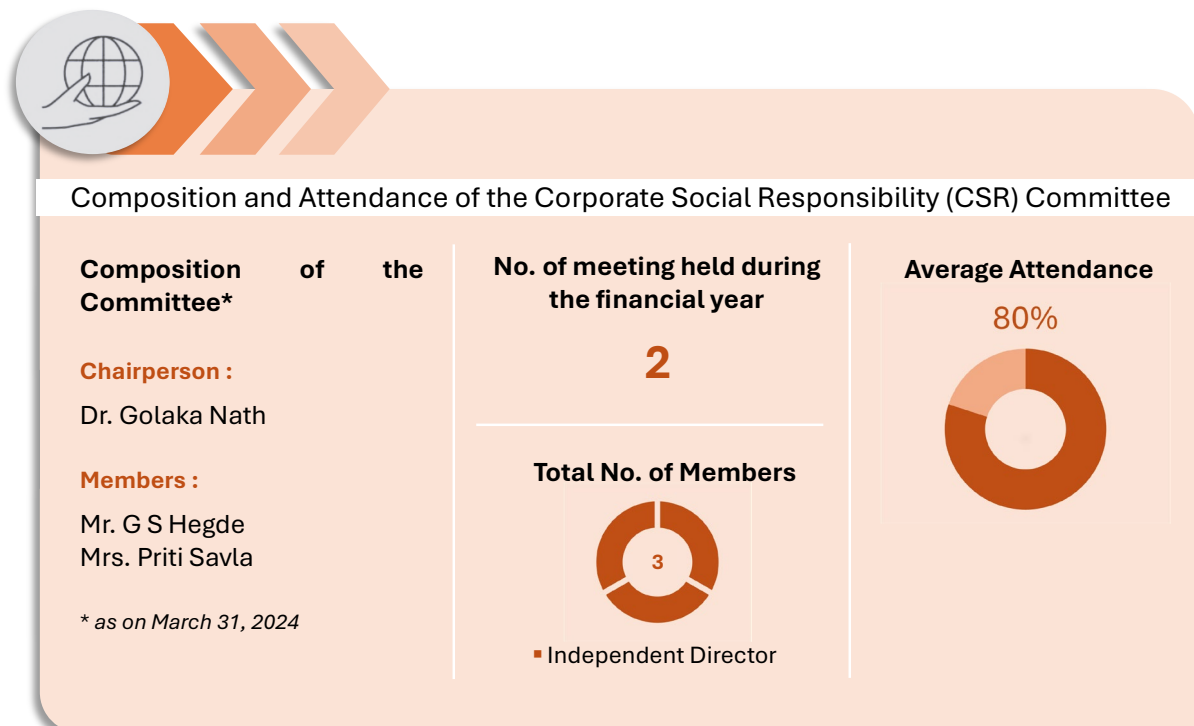 Composition and Attendance of the Corporate Social Responsibility (CSR) Committee
Composition of the
Committee*
Chairperson :
Dr. Golaka Nath
Members :
Mr. G S Hegde
Mrs. Priti Savla
* as on March 31, 2024
No. of meeting held during
the financial year
2
Total No. of Members
3
Independent Director
Average Attendance
80%